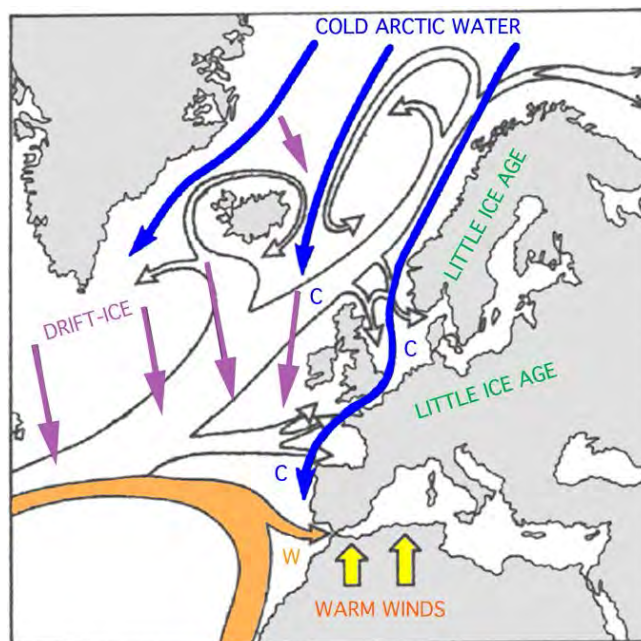 COLD ARCTIC WATER
LITTLE ICE AGE
C
DRIFT-ICE
C
LITTLE ICE AGE
C
W
WARM WINDS